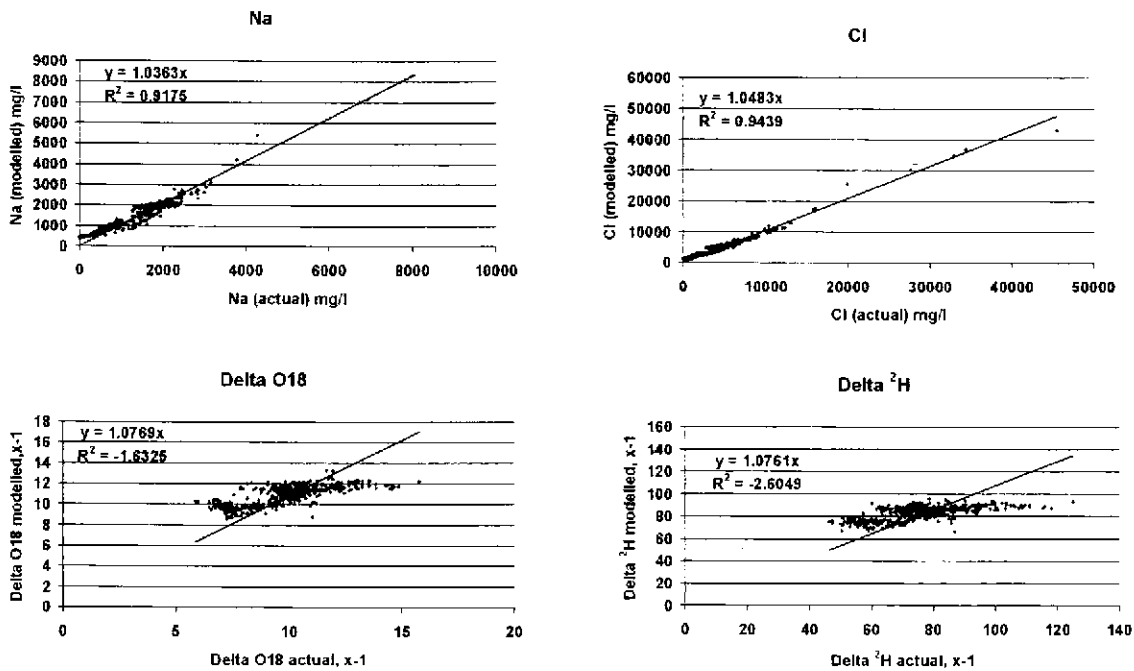 Na
9000
8000
7000
6000
5000
4000
3000
2000
1000
0
y = 1.0363x
R² = 0.9175
Na (modelled) mg/l
0 2000 4000 6000 8000 10000
Na (actual) mg/l
Cl
60000
50000
40000
30000
20000
10000
0
y = 1.0483x
R² = 0.9439
Cl (modelled) mg/l
0 10000 20000 30000 40000 50000
Cl (actual) mg/l
Delta O18
18
16
14
12
10
8
6
4
2
0
y = 1.0769x
R² = -1.6325
Delta O18 modelled,x-1
0 5 10 15 20
Delta O18 actual, x-1
Delta ²H
160
140
120
100
80
60
40
20
0
y = 1.0761x
R² = -2.6049
Delta ²H modelled, x-1
0 20 40 60 80 100 120 140
Delta ²H actual, x-1